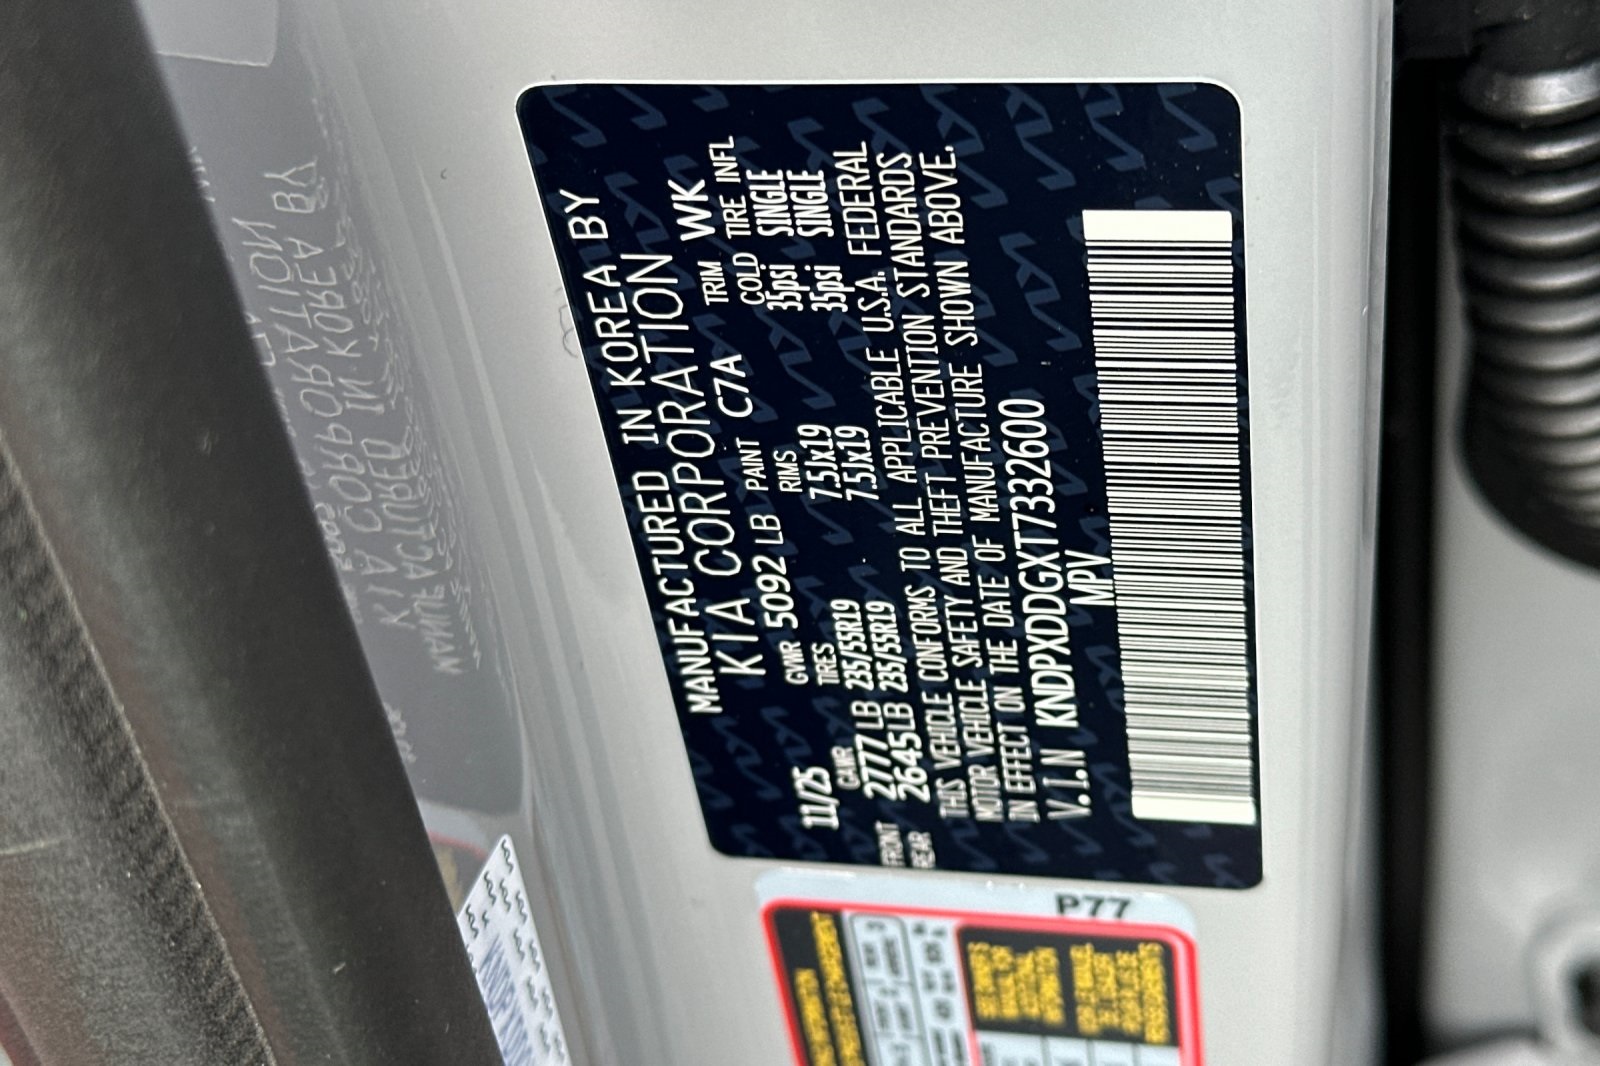 MANUFACTURED IN KOREA BY
KIA CORPORATION
11/25 GVWR 5092 LB PAINT C7A TRIM WK
GAWR TIRES RIMS COLD TIRE INFL
FRONT 2777 LB 235/55R19 7.5Jx19 35psi SINGLE
REAR 2645 LB 235/55R19 7.5Jx19 35psi SINGLE
THIS VEHICLE CONFORMS TO ALL APPLICABLE U.S.A. FEDERAL
MOTOR VEHICLE SAFETY AND THEFT PREVENTION STANDARDS
IN EFFECT ON THE DATE OF MANUFACTURE SHOWN ABOVE.
V.I.N KNDPXDDGXT7332600
MPV
P77